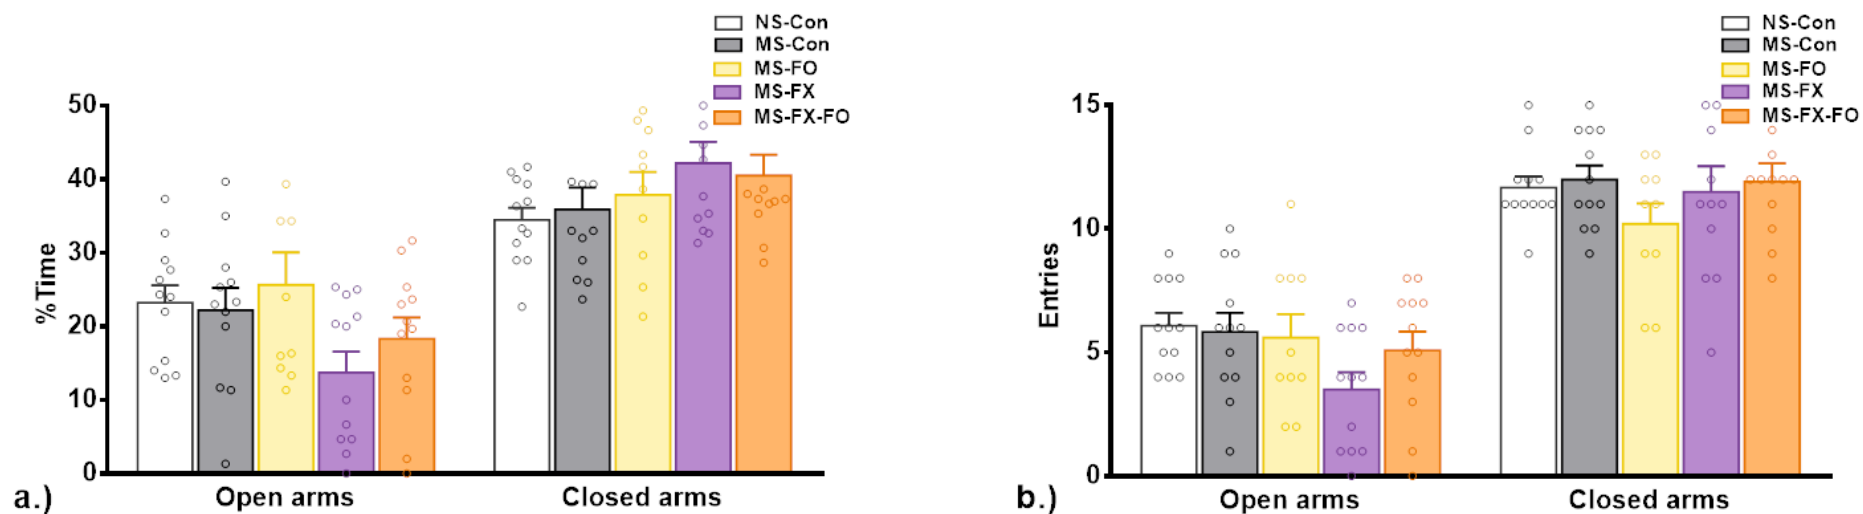 NS-Con
MS-Con
MS-FO
MS-FX
MS-FX-FO
50
40
30
20
10
0
%Time
Open arms
Closed arms
a.)
NS-Con
MS-Con
MS-FO
MS-FX
MS-FX-FO
15
10
5
0
Entries
Open arms
Closed arms
b.)